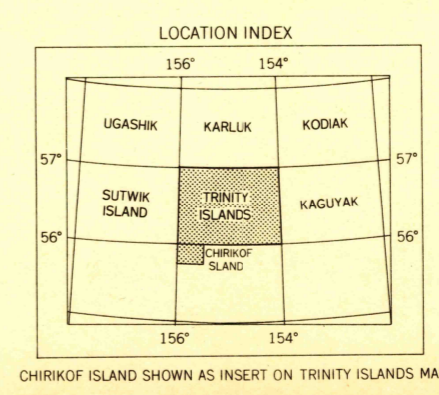 LOCATION INDEX
156° 154°
UGASHIK KARLUK KODIAK
57° 57°
SUTWIK
ISLAND
TRINITY
ISLANDS
KAGUYAK
56° 56°
CHIRIKOF
SLAND
156° 154°
CHIRIKOF ISLAND SHOWN AS INSERT ON TRINITY ISLANDS MA